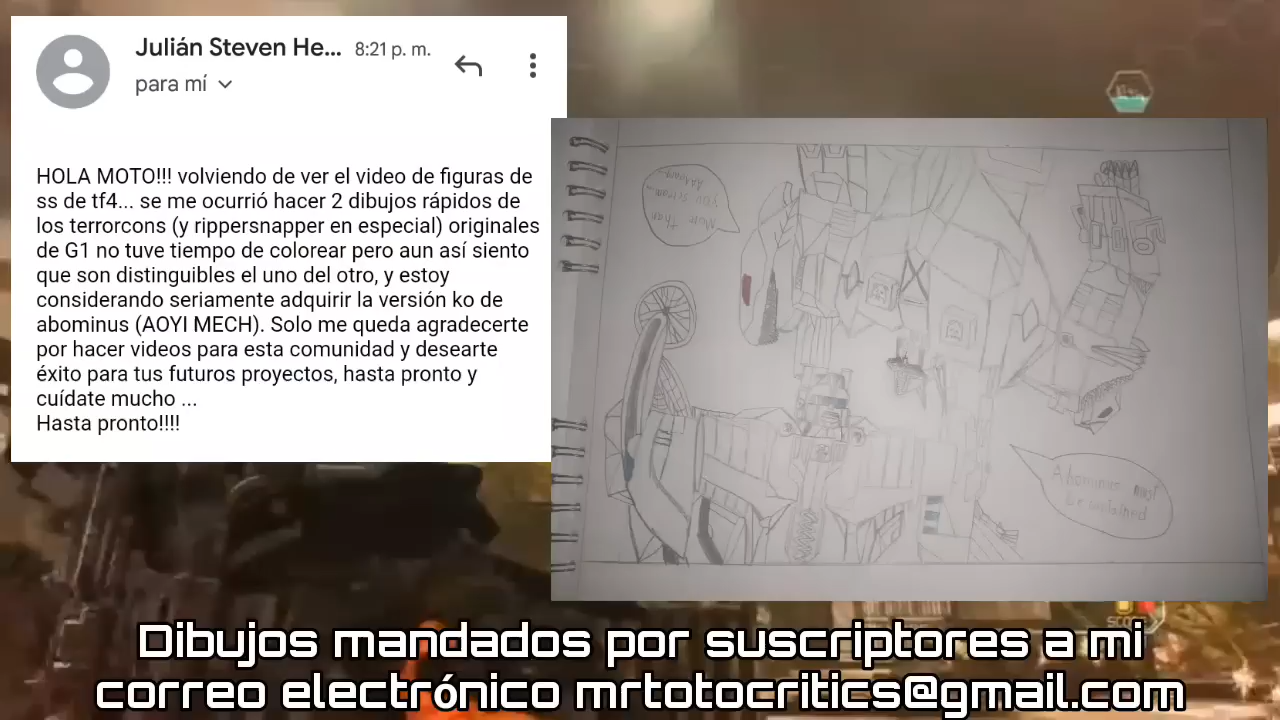 Julián Steven He... 8:21 p. m.
para mí
HOLA MOTO!!! volviendo de ver el video de figuras de
ss de tf4... se me ocurrió hacer 2 dibujos rápidos de
los terrorcons (y rippersnapper en especial) originales
de G1 no tuve tiempo de colorear pero aun así siento
que son distinguibles el uno del otro, y estoy
considerando seriamente adquirir la versión ko de
abominus (AOYI MECH). Solo me queda agradecerte
por hacer videos para esta comunidad y desearte
éxito para tus futuros proyectos, hasta pronto y
cuídate mucho ...
Hasta pronto!!!!
More than
you scream
Abominus must
be unleashed
Dibujos mandados por suscriptores a mi
correo electrónico mrtotocritics@gmail.com